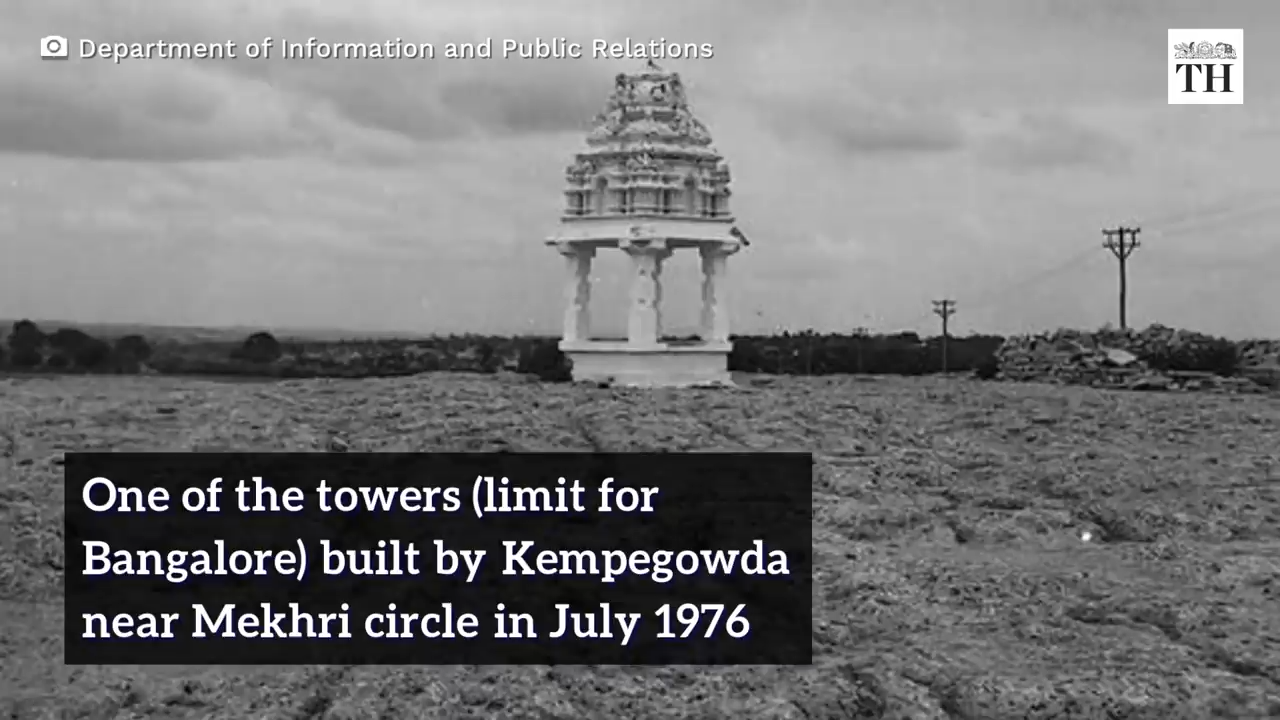 Department of Information and Public Relations
TH
One of the towers (limit for
Bangalore) built by Kempegowda
near Mekhri circle in July 1976